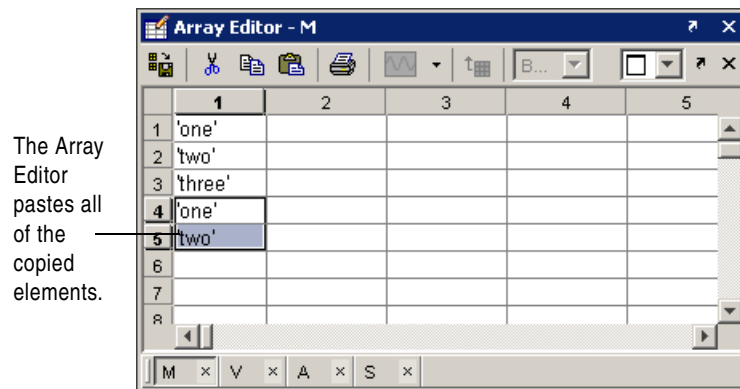 Array Editor - M
B...
1 2 3 4 5
1 'one'
2 'two'
3 'three'
4 'one'
5 'two'
6
7
8
M V A S
The Array
Editor
pastes all
of the
copied
elements.